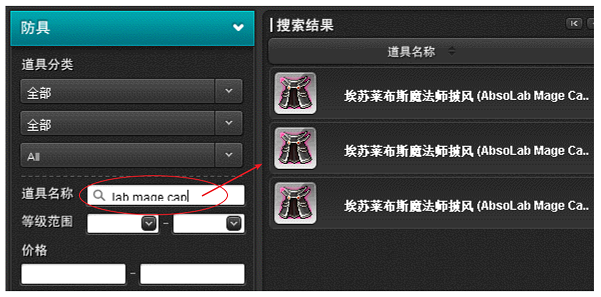 防具
道具分类
全部
全部
All
道具名称 lab mage cap
等级范围 -
价格
-
搜索结果
道具名称
埃苏莱布斯魔法师披风 (AbsoLab Mage Ca..
埃苏莱布斯魔法师披风 (AbsoLab Mage Ca..
埃苏莱布斯魔法师披风 (AbsoLab Mage Ca..